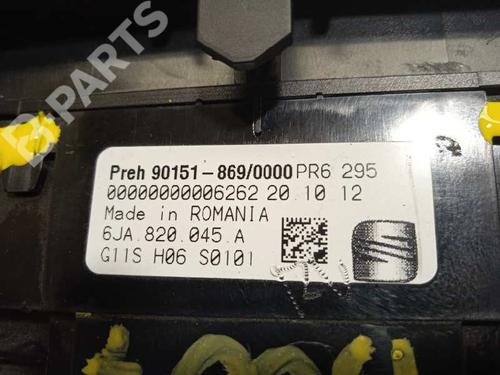 B-PARTS
Preh 90151-869/0000 PR6 295
00000000006262 20.10.12
Made in ROMANIA
6JA.820.045.A
G11S H06 S0101